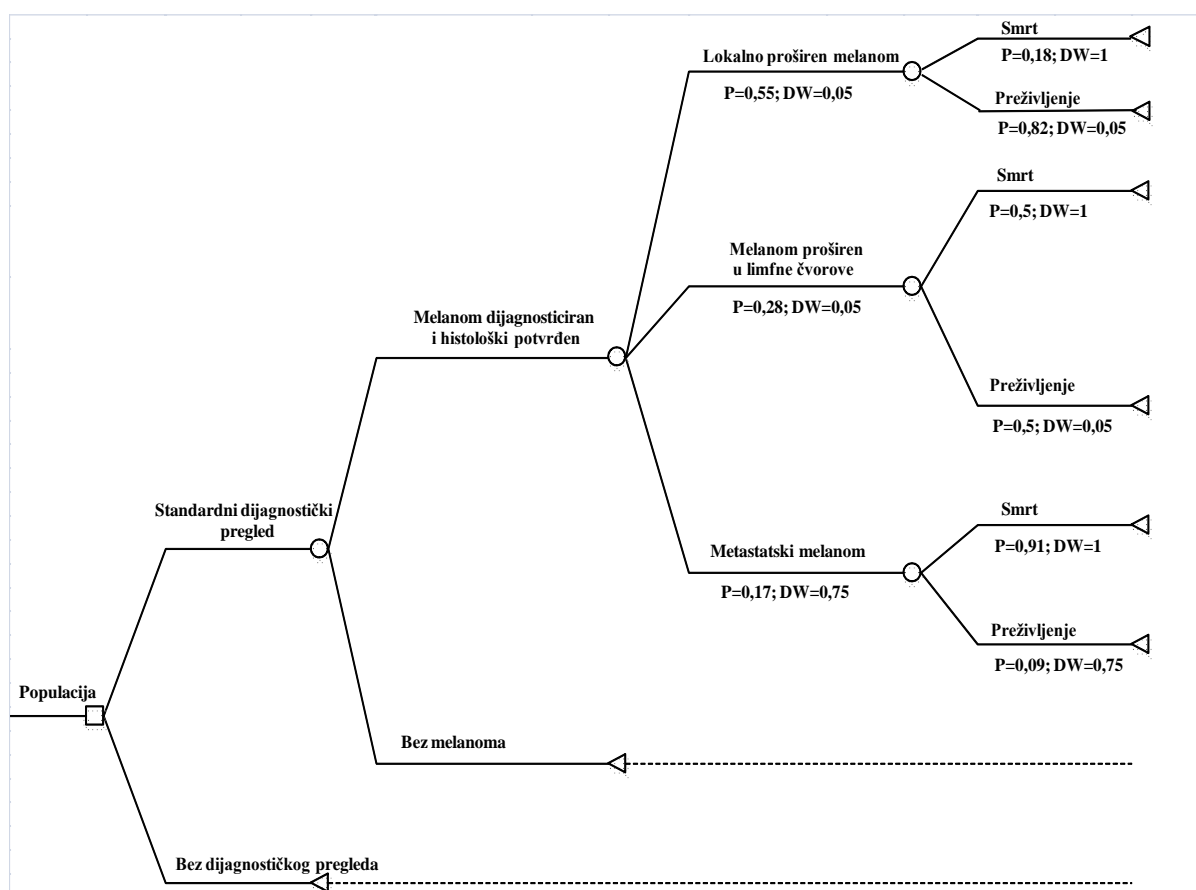 Smrt
P=0,18; DW=1
Lokalno proširen melanom
P=0,55; DW=0,05
Preživljenje
P=0,82; DW=0,05
Smrt
P=0,5; DW=1
Melanom proširen
u limfne čvorove
P=0,28; DW=0,05
Melanom dijagnosticiran
i histološki potvrđen
Preživljenje
P=0,5; DW=0,05
Standardni dijagnostički
pregled
Smrt
P=0,91; DW=1
Metastatski melanom
P=0,17; DW=0,75
Preživljenje
P=0,09; DW=0,75
Populacija
Bez melanoma
Bez dijagnostičkog pregleda